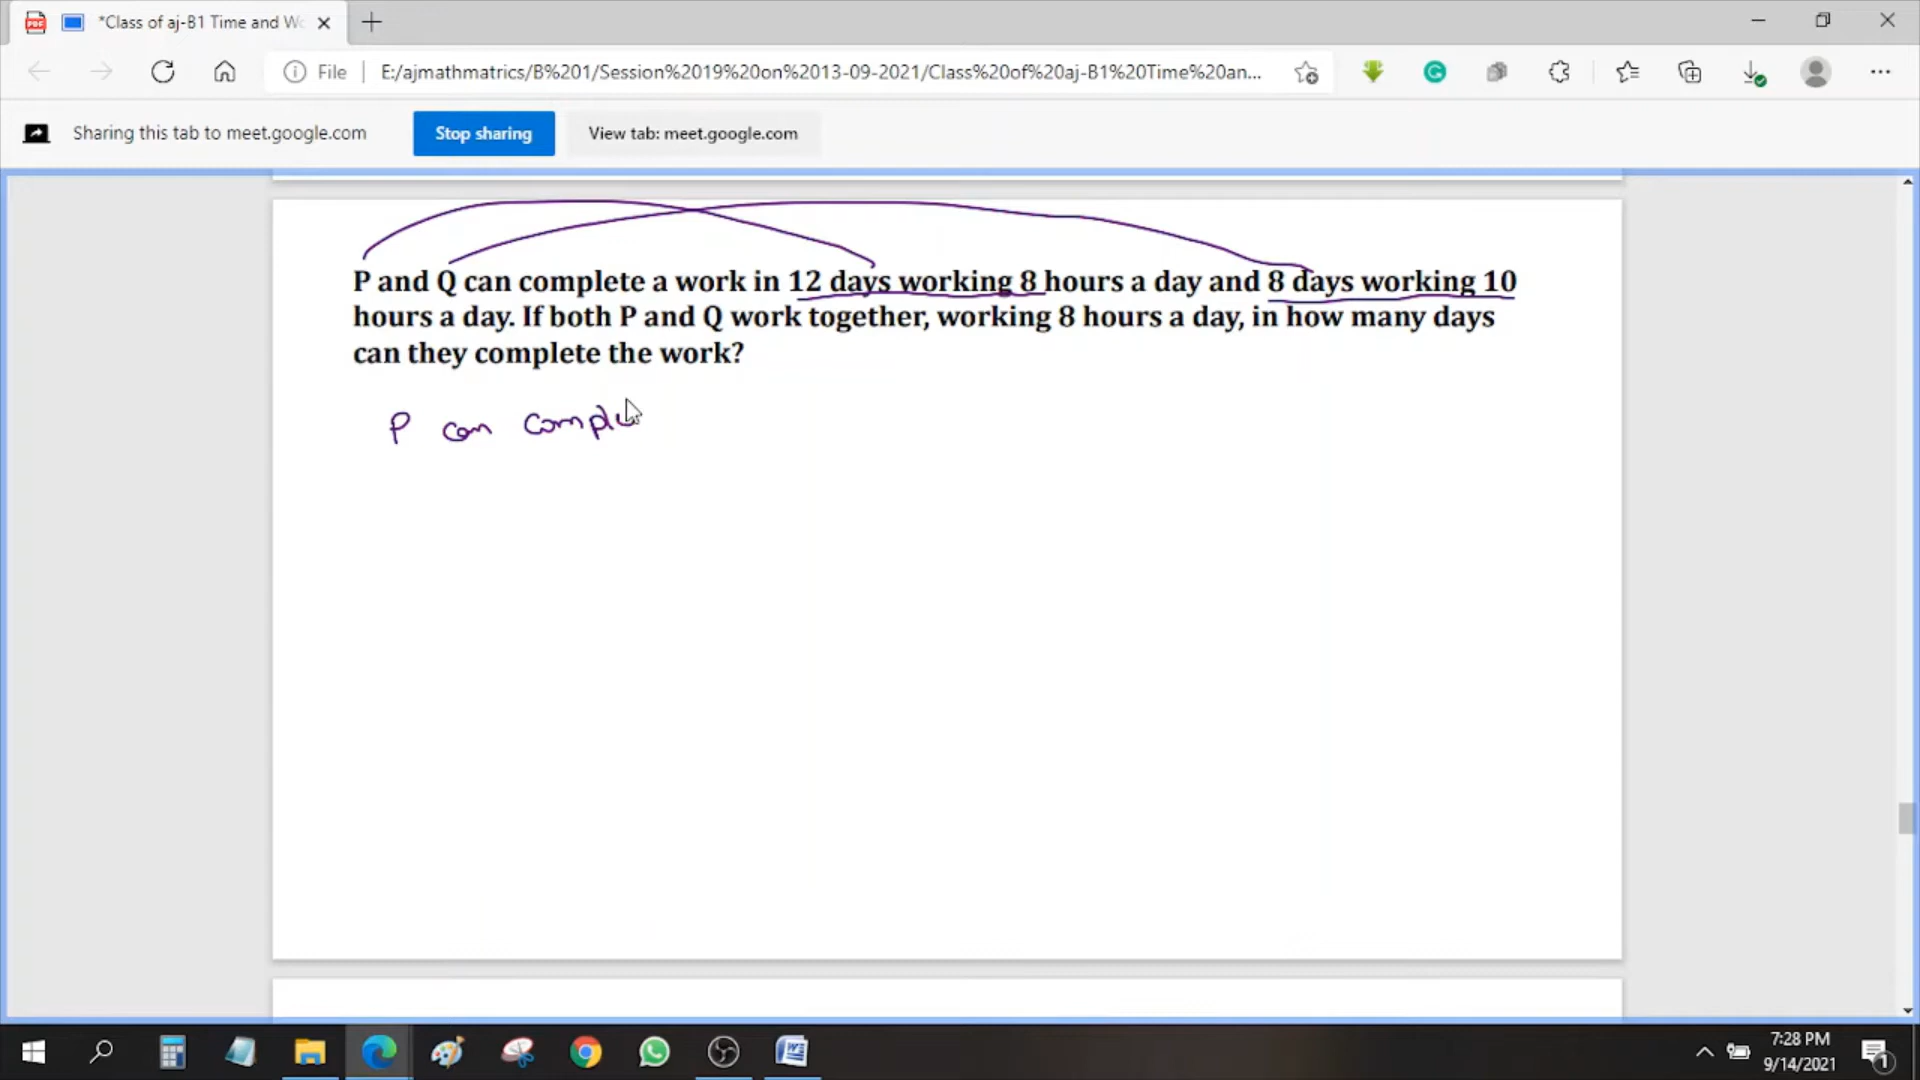 *Class of aj-B1 Time and Wo
File
E:/ajmathmatrics/B%201/Session%2019%20on%2013-09-2021/Class%20of%20aj-B1%20Time%20an...
Sharing this tab to meet.google.com
Stop sharing
View tab: meet.google.com
P and Q can complete a work in 12 days working 8 hours a day and 8 days working 10
hours a day. If both P and Q work together, working 8 hours a day, in how many days
can they complete the work?
P can comple
7:28 PM
9/14/2021
1